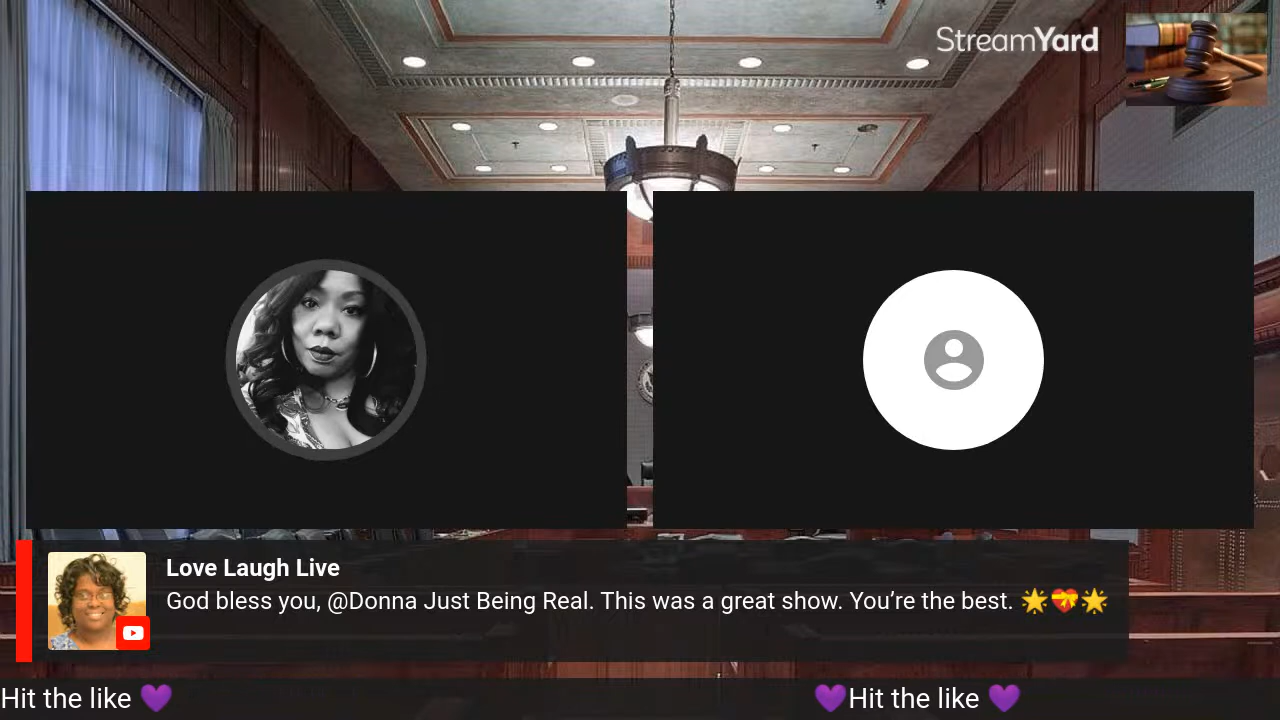 StreamYard
Love Laugh Live
God bless you, @Donna Just Being Real. This was a great show. You’re the best. 🌟💝🌟
Hit the like 💜 💜Hit the like 💜